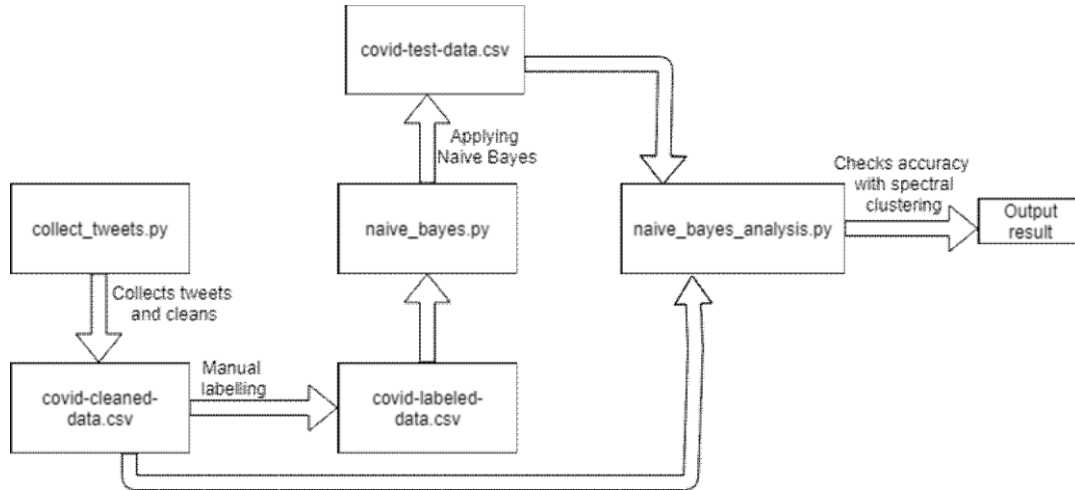 covid-test-data.csv
Applying
Naive Bayes
Checks accuracy
with spectral
clustering
collect_tweets.py
naive_bayes.py
naive_bayes_analysis.py
Output
result
Collects tweets
and cleans
Manual
labelling
covid-cleaned-
data.csv
covid-labeled-
data.csv